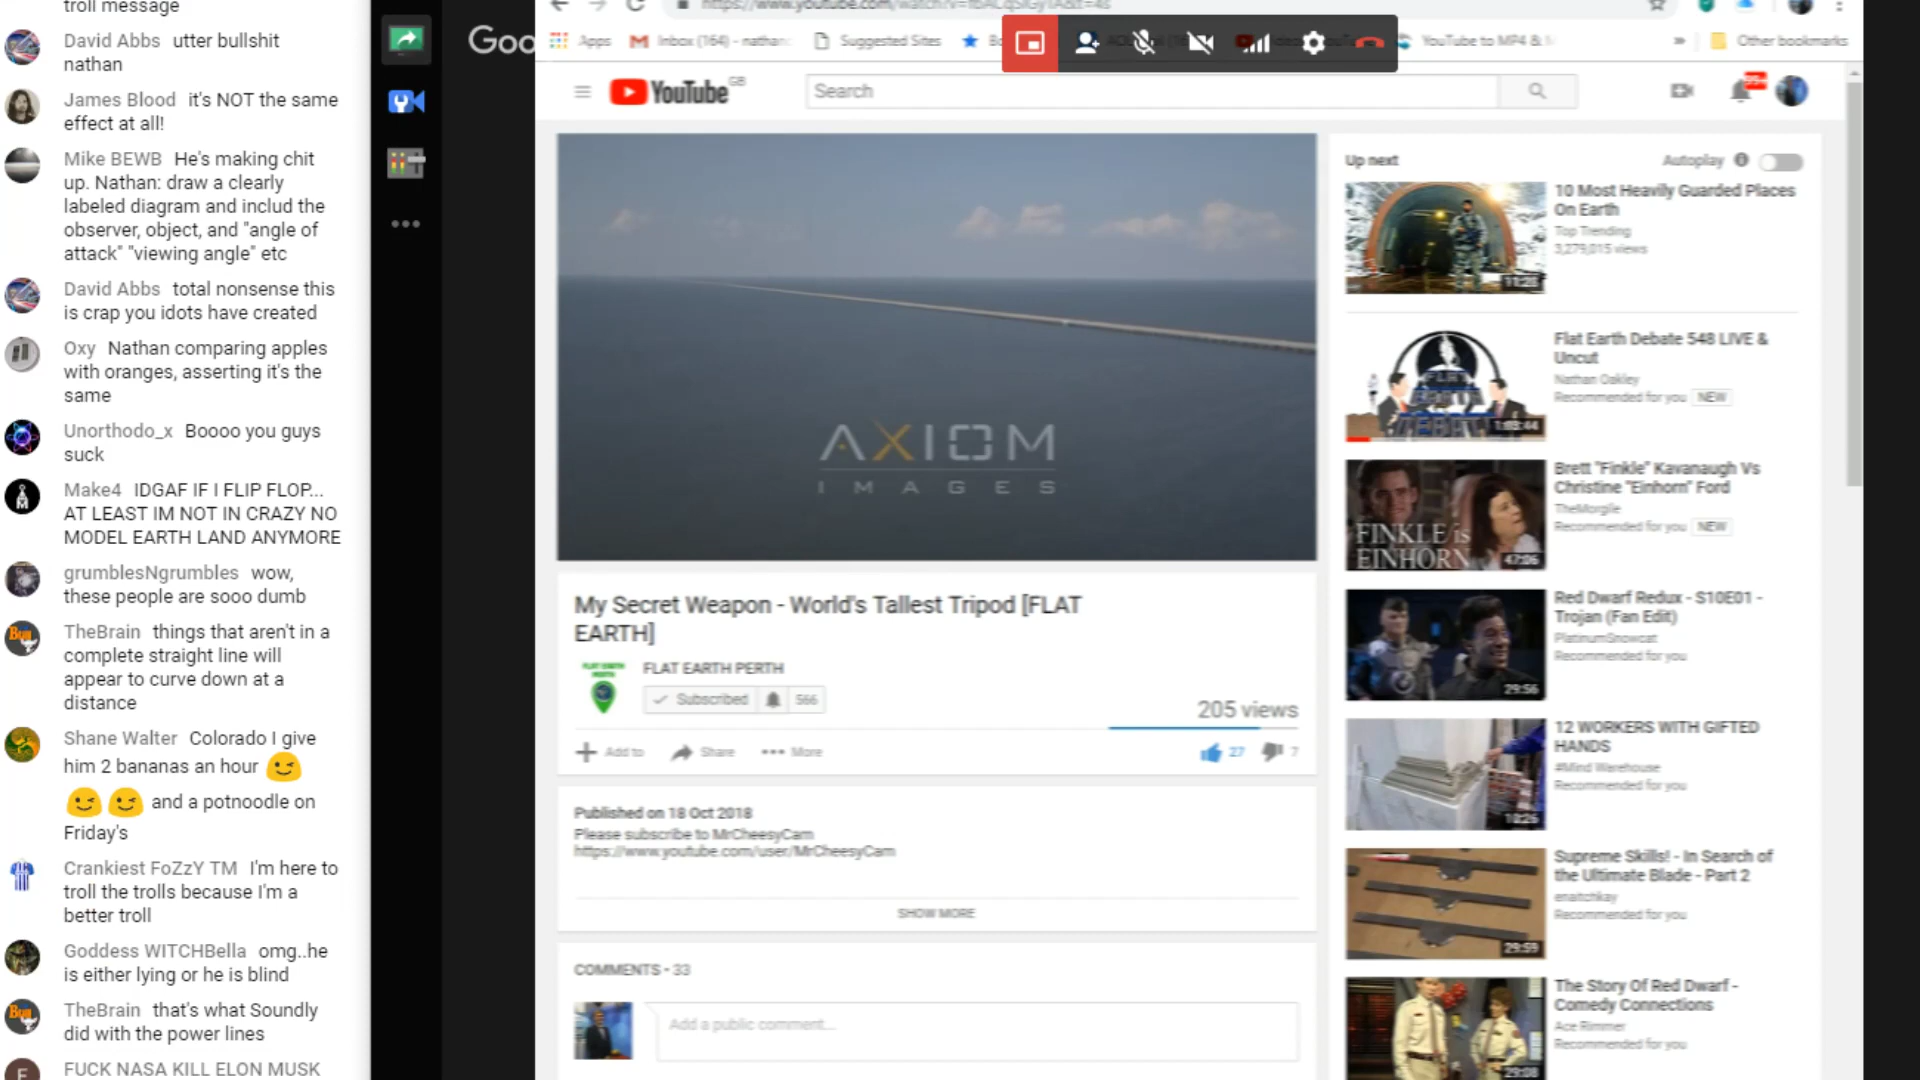 troll message
David Abbs utter bullshit
nathan
James Blood it's NOT the same
effect at all!
Mike BEWB He's making chit
up. Nathan: draw a clearly
labeled diagram and includ the
observer, object, and "angle of
attack" "viewing angle" etc
David Abbs total nonsense this
is crap you idots have created
Oxy Nathan comparing apples
with oranges, asserting it's the
same
Unorthodo_x Boooo you guys
suck
Make4 IDGAF IF I FLIP FLOP...
AT LEAST IM NOT IN CRAZY NO
MODEL EARTH LAND ANYMORE
grumblesNgrumbles wow,
these people are sooo dumb
TheBrain things that aren't in a
complete straight line will
appear to curve down at a
distance
Shane Walter Colorado I give
him 2 bananas an hour 😉
😉 😉 and a potnoodle on
Friday's
Crankiest FoZzY TM I'm here to
troll the trolls because I'm a
better troll
Goddess WITCHBella omg..he
is either lying or he is blind
TheBrain that's what Soundly
did with the power lines
FUCK NASA KILL ELON MUSK
Goo
Apps
Inbox (164) - nathan
Suggested Sites
YouTube to MP4 &
Other bookmarks
YouTube GB
Search
AXIOM
IMAGES
My Secret Weapon - World's Tallest Tripod [FLAT
EARTH]
FLAT EARTH PERTH
Subscribed 566
205 views
Add to Share More
27 7
Published on 18 Oct 2018
Please subscribe to MrCheesyCam
https://www.youtube.com/user/MrCheesyCam
SHOW MORE
COMMENTS • 33
Add a public comment...
Up next
Autoplay
10 Most Heavily Guarded Places
On Earth
Top Trending
3,279,015 views
Flat Earth Debate 548 LIVE &
Uncut
Nathan Oakley
Recommended for you NEW
FLAT
EARTH
Brett "Finkle" Kavanaugh Vs
Christine "Einhorn" Ford
TheMorgile
Recommended for you NEW
FINKLE is
EINHORN
47:06
Red Dwarf Redux - S10E01 -
Trojan (Fan Edit)
PlatinumSnowcat
Recommended for you
29:56
12 WORKERS WITH GIFTED
HANDS
#Mind Warehouse
Recommended for you
10:26
Supreme Skills! - In Search of
the Ultimate Blade - Part 2
enaitchkay
Recommended for you
29:59
The Story Of Red Dwarf -
Comedy Connections
Ace Rimmer
Recommended for you
29:08